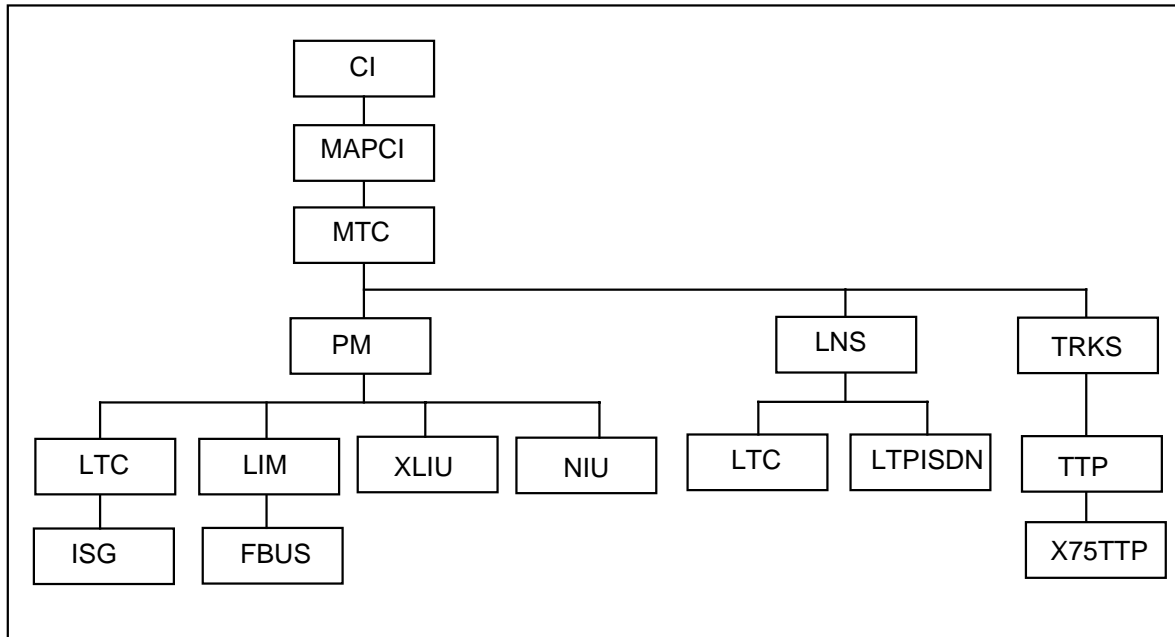 CI
MAPCI
MTC
PM
LNS
TRKS
LTC
LIM
XLIU
NIU
LTC
LTPISDN
TTP
ISG
FBUS
X75TTP